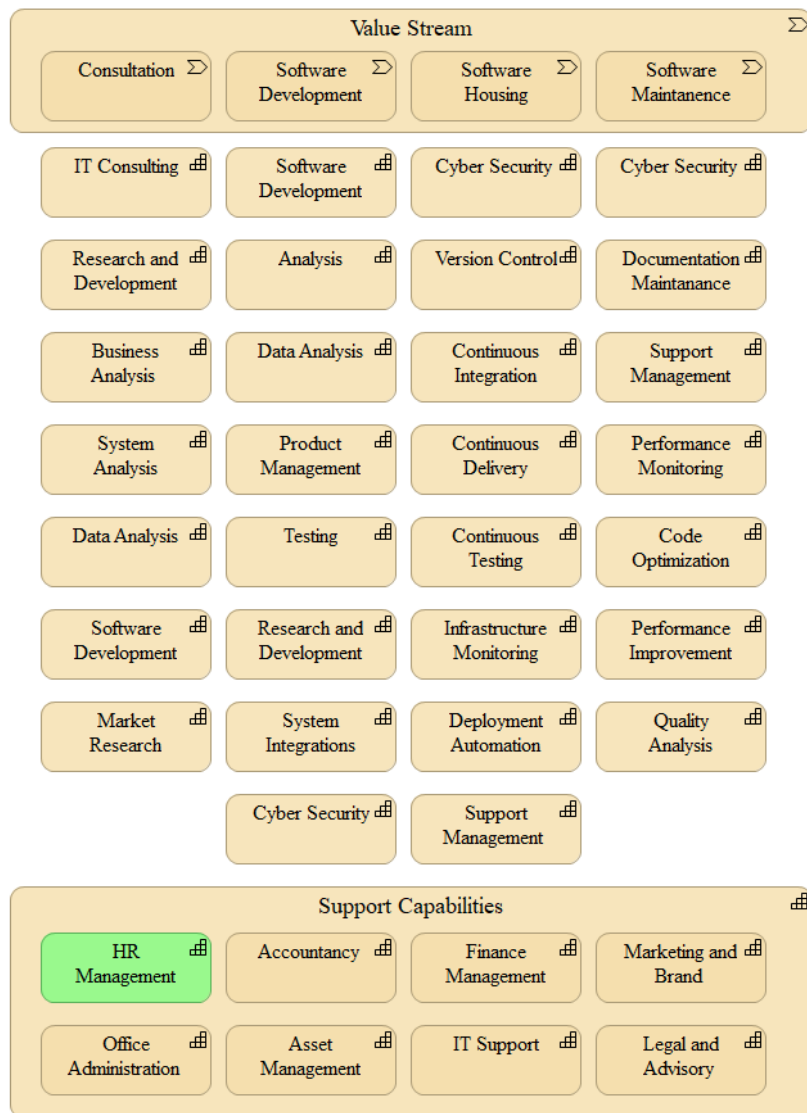 Value Stream
Consultation
Software
Development
Software
Housing
Software
Maintanence
IT Consulting
Software
Development
Cyber Security
Cyber Security
Research and
Development
Analysis
Version Control
Documentation
Maintanance
Business
Analysis
Data Analysis
Continuous
Integration
Support
Management
System
Analysis
Product
Management
Continuous
Delivery
Performance
Monitoring
Data Analysis
Testing
Continuous
Testing
Code
Optimization
Software
Development
Research and
Development
Infrastructure
Monitoring
Performance
Improvement
Market
Research
System
Integrations
Deployment
Automation
Quality
Analysis
Cyber Security
Support
Management
Support Capabilities
HR
Management
Accountancy
Finance
Management
Marketing and
Brand
Office
Administration
Asset
Management
IT Support
Legal and
Advisory